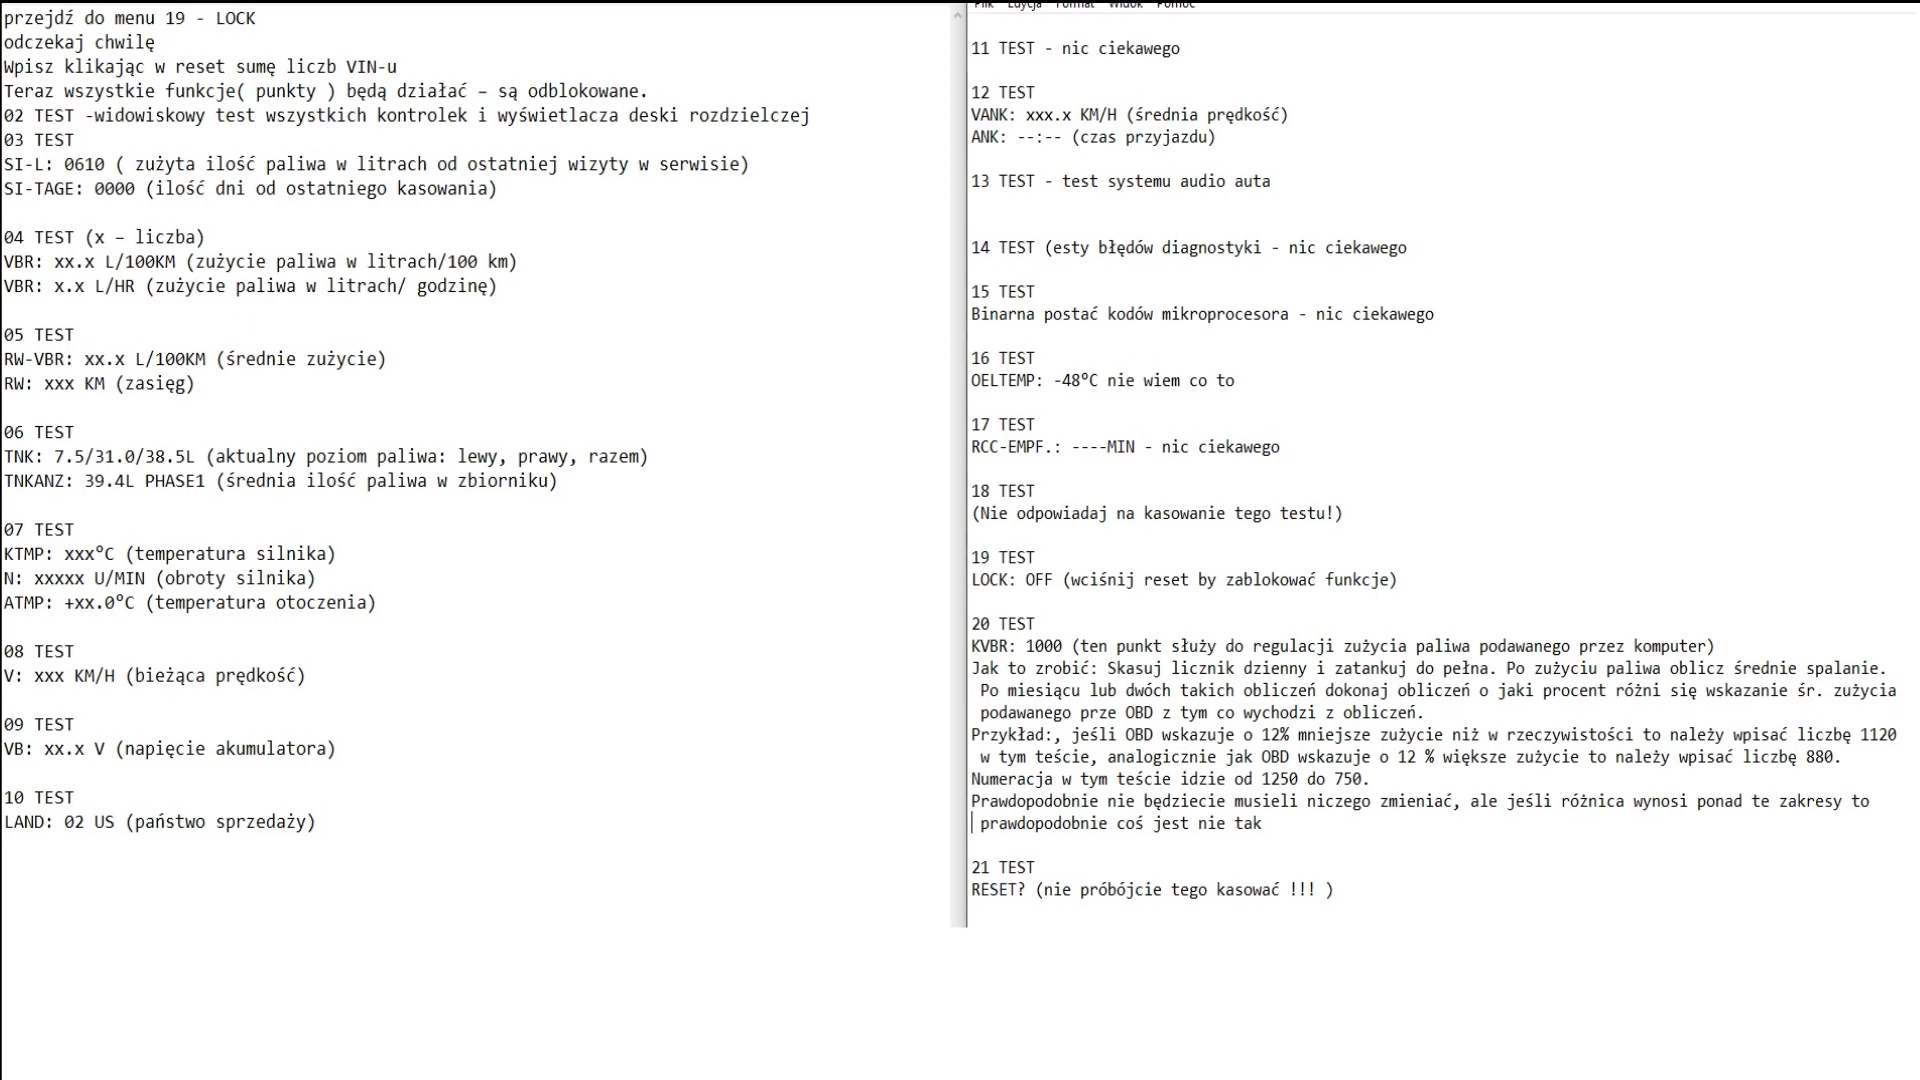 przejdź do menu 19 - LOCK
odczekaj chwilę
Wpisz klikając w reset sumę liczb VIN-u
Teraz wszystkie funkcje( punkty ) będą działać – są odblokowane.
02 TEST -widowiskowy test wszystkich kontrolek i wyświetlacza deski rozdzielczej
03 TEST
SI-L: 0610 ( zużyta ilość paliwa w litrach od ostatniej wizyty w serwisie)
SI-TAGE: 0000 (ilość dni od ostatniego kasowania)
04 TEST (x – liczba)
VBR: xx.x L/100KM (zużycie paliwa w litrach/100 km)
VBR: x.x L/HR (zużycie paliwa w litrach/ godzinę)
05 TEST
RW-VBR: xx.x L/100KM (średnie zużycie)
RW: xxx KM (zasięg)
06 TEST
TNK: 7.5/31.0/38.5L (aktualny poziom paliwa: lewy, prawy, razem)
TNKANZ: 39.4L PHASE1 (średnia ilość paliwa w zbiorniku)
07 TEST
KTMP: xxxºC (temperatura silnika)
N: xxxxx U/MIN (obroty silnika)
ATMP: +xx.0ºC (temperatura otoczenia)
08 TEST
V: xxx KM/H (bieżąca prędkość)
09 TEST
VB: xx.x V (napięcie akumulatora)
10 TEST
LAND: 02 US (państwo sprzedaży)
Plik Edycja Format Widok Pomoc
11 TEST - nic ciekawego
12 TEST
VANK: xxx.x KM/H (średnia prędkość)
ANK: --:-- (czas przyjazdu)
13 TEST - test systemu audio auta
14 TEST (esty błędów diagnostyki - nic ciekawego
15 TEST
Binarna postać kodów mikroprocesora - nic ciekawego
16 TEST
OELTEMP: -48ºC nie wiem co to
17 TEST
RCC-EMPF.: ----MIN - nic ciekawego
18 TEST
(Nie odpowiadaj na kasowanie tego testu!)
19 TEST
LOCK: OFF (wciśnij reset by zablokować funkcje)
20 TEST
KVBR: 1000 (ten punkt służy do regulacji zużycia paliwa podawanego przez komputer)
Jak to zrobić: Skasuj licznik dzienny i zatankuj do pełna. Po zużyciu paliwa oblicz średnie spalanie.
Po miesiącu lub dwóch takich obliczeń dokonaj obliczeń o jaki procent różni się wskazanie śr. zużycia
podawanego prze OBD z tym co wychodzi z obliczeń.
Przykład:, jeśli OBD wskazuje o 12% mniejsze zużycie niż w rzeczywistości to należy wpisać liczbę 1120
w tym teście, analogicznie jak OBD wskazuje o 12 % większe zużycie to należy wpisać liczbę 880.
Numeracja w tym teście idzie od 1250 do 750.
Prawdopodobnie nie będziecie musieli niczego zmieniać, ale jeśli różnica wynosi ponad te zakresy to
prawdopodobnie coś jest nie tak
21 TEST
RESET? (nie próbójcie tego kasować !!! )